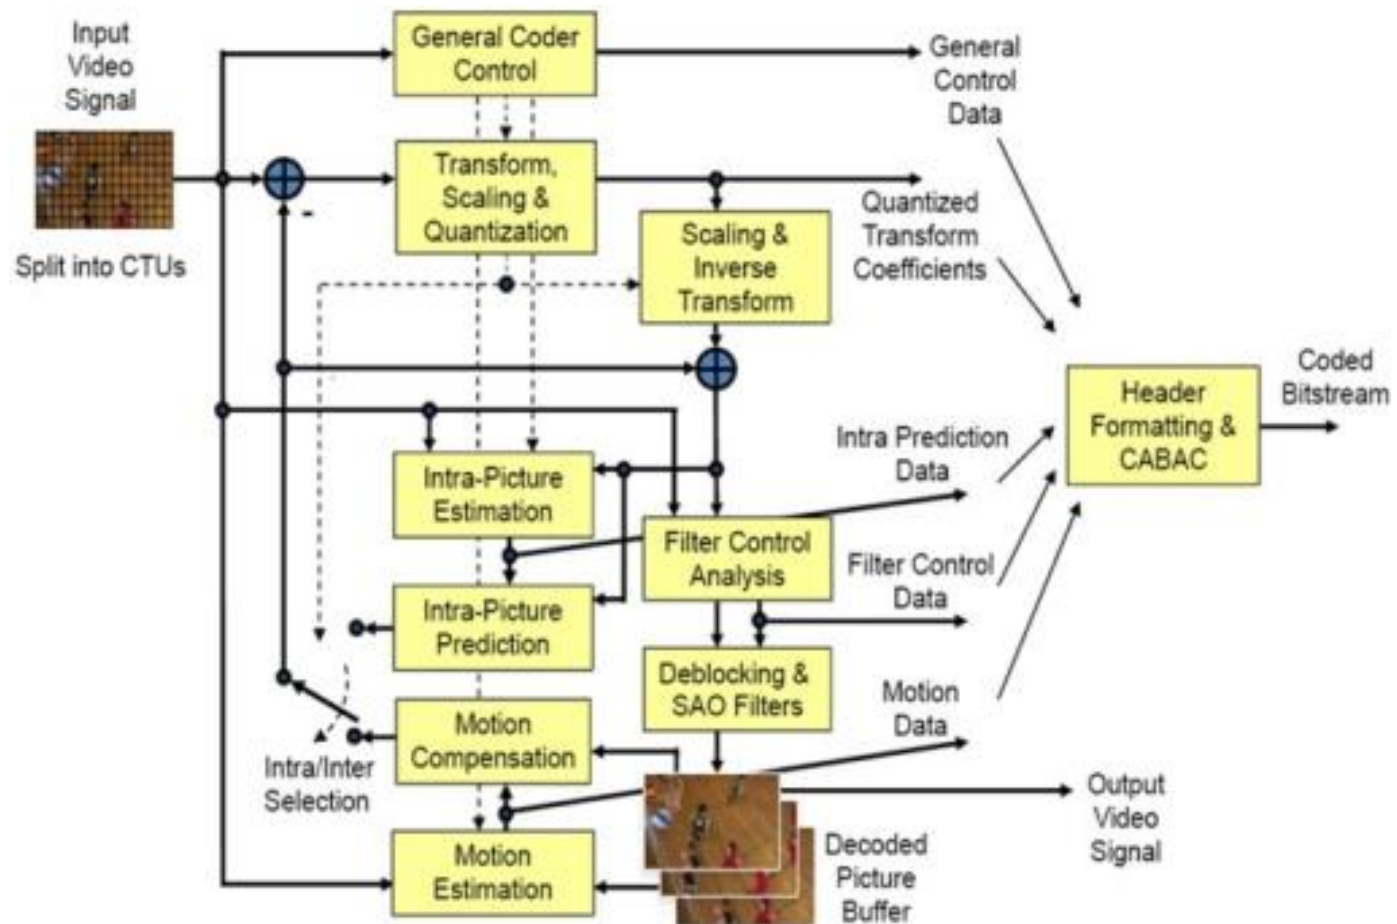 Input
Video
Signal
Split into CTUs
General Coder
Control
General
Control
Data
Transform,
Scaling &
Quantization
-
Quantized
Transform
Coefficients
Scaling &
Inverse
Transform
Header
Formatting &
CABAC
Coded
Bitstream
Intra-Picture
Estimation
Intra Prediction
Data
Filter Control
Analysis
Filter Control
Data
Intra-Picture
Prediction
Deblocking &
SAO Filters
Motion
Compensation
Motion
Data
Intra/Inter
Selection
Motion
Estimation
Decoded
Picture
Buffer
Output
Video
Signal